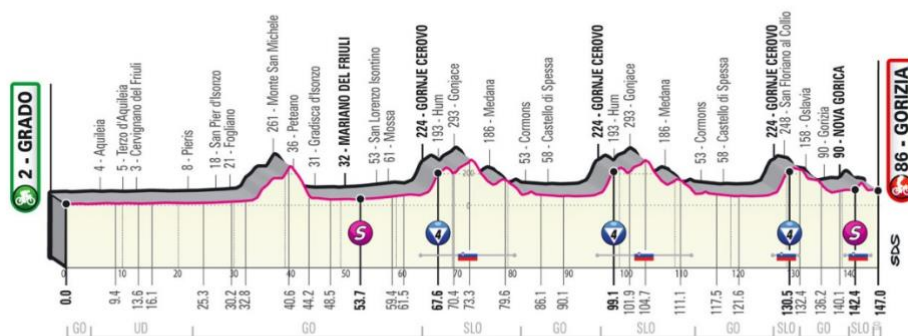 2 - GRADO
4 - Aquileia
5 - Terzo d'Aquileia
3 - Cervignano del Friuli
8 - Pieris
18 - San Pier d'Isonzo
21 - Fogliano
261 - Monte San Michele
36 - Peteano
31 - Gradisca d'Isonzo
32 - MARIANO DEL FRIULI
53 - San Lorenzo Isontino
61 - Mossa
224 - GORNJE CEROVO
193 - Hum
293 - Gonjace
186 - Medana
53 - Cormons
58 - Castello di Spessa
224 - GORNJE CEROVO
193 - Hum
293 - Gonjace
186 - Medana
53 - Cormons
58 - Castello di Spessa
224 - GORNJE CEROVO
248 - San Floriano al Collio
158 - Oslavia
90 - Gorizia
90 - NOVA GORICA
86 - GORIZIA
200
0
S
4
4
4
S
SDS
0 10 20 30 40 50 60 70 80 90 100 110 120 130 140
0.0 9.4 13.6 16.1 25.3 30.2 32.8 40.6 44.2 48.5 53.7 59.4 61.5 67.6 70.4 73.3 79.6 86.1 90.1 99.1 101.9 104.7 111.1 117.5 121.6 130.5 132.4 136.2 140.1 142.4 147.0
GO UD GO SLO GO SLO GO SLO GO SLO